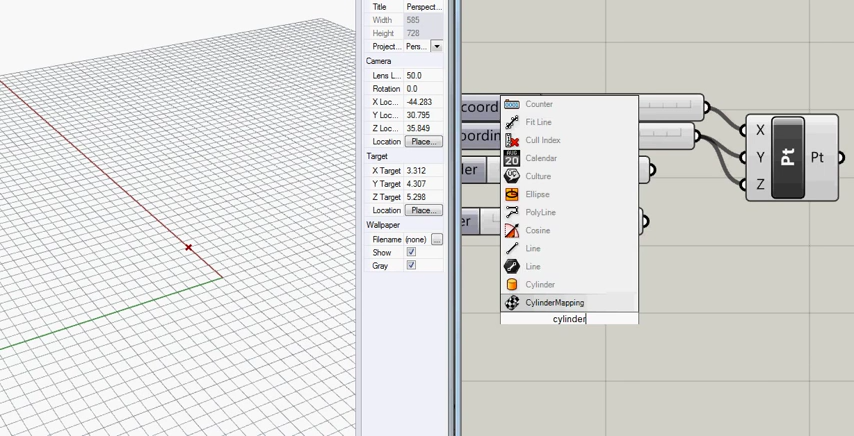 Title Perspect...
Width 585
Height 728
Project... Pers...
Camera
Lens L... 50.0
Rotation 0.0
X Loc... -44.283
Y Loc... 30.795
Z Loc... 35.849
Location Place...
Target
X Target 3.312
Y Target 4.307
Z Target 5.298
Location Place...
Wallpaper
Filename (none) ...
Show
Gray
coord
ordin
der
er
Counter
Fit Line
Cull Index
AUG
20
Calendar
Culture
Ellipse
PolyLine
Cosine
Line
Line
Cylinder
CylinderMapping
cylinder
X
Y
Z
Pt
Pt